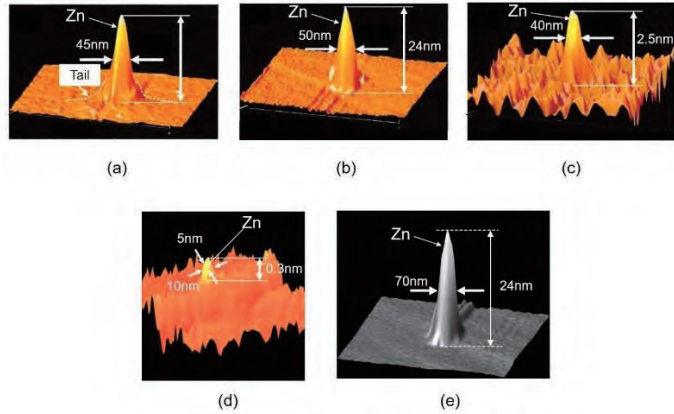 Zn
45nm
Tail
(a)
Zn
50nm
24nm
(b)
Zn
40nm
2.5nm
(c)
Zn
5nm
0.3nm
10nm
(d)
Zn
70nm
24nm
(e)